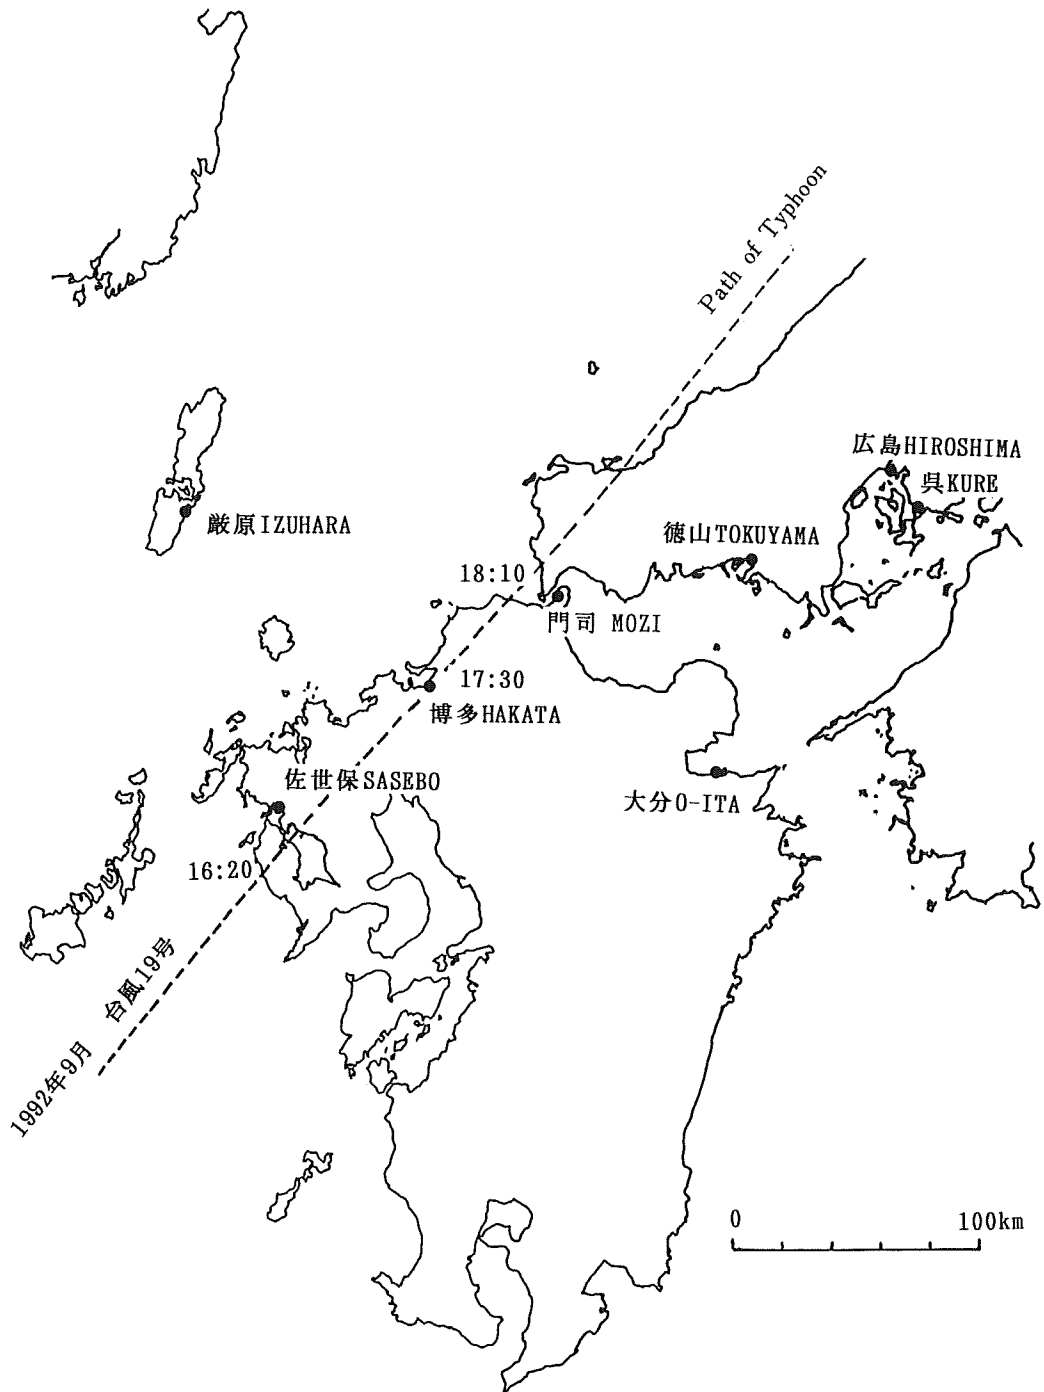 Path of Typhoon
広島HIROSHIMA
呉KURE
厳原IZUHARA
徳山TOKUYAMA
18:10
門司 MOZI
17:30
博多HAKATA
佐世保SASEBO
大分O-ITA
16:20
1992年9月 台風19号
0 100km